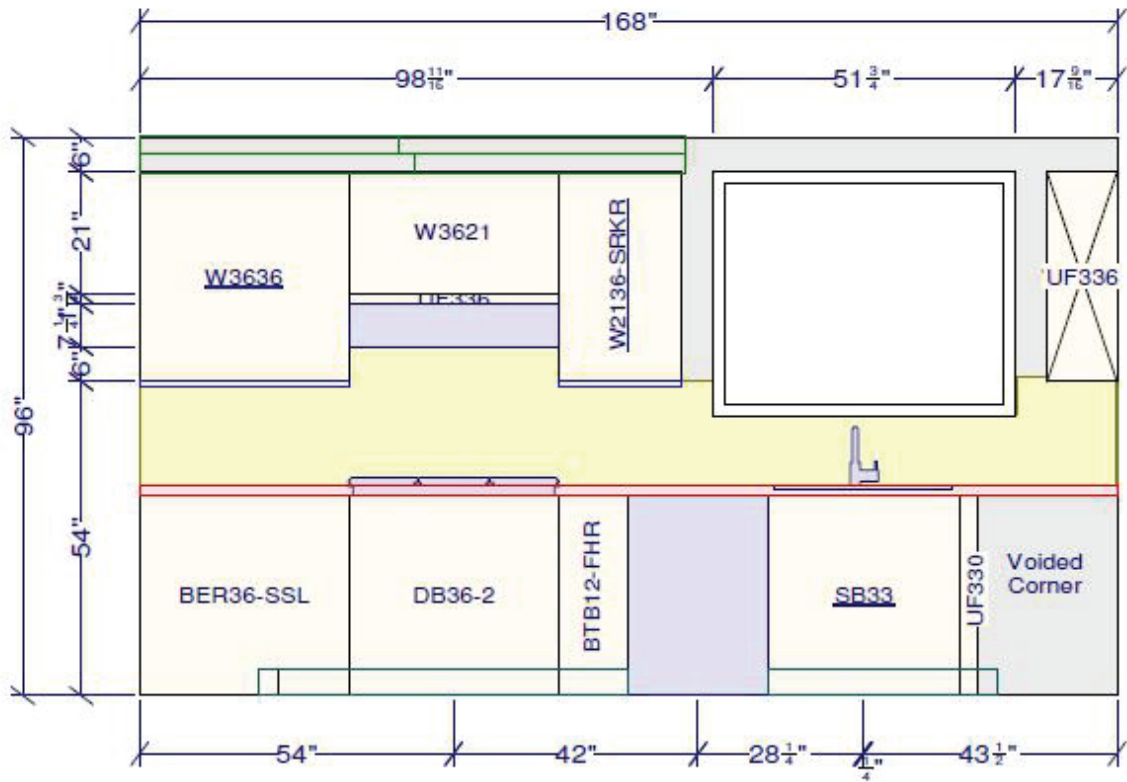 168"
98 11/16"
51 3/4"
17 9/16"
6"
21"
7 1/4"
6"
96"
54"
W3636
W3621
UF336
W2136-SRKR
UF336
BER36-SSL
DB36-2
BTB12-FHR
SB33
UF330
Voided
Corner
54"
42"
28 1/4"
1/4"
43 1/2"